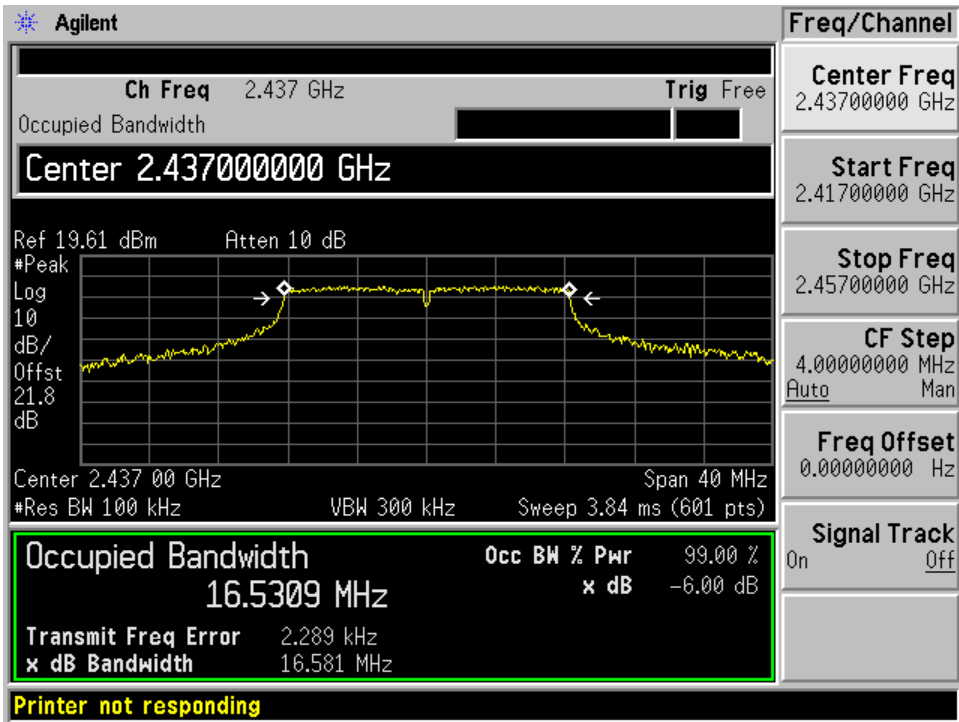 Agilent
Freq/Channel
Ch Freq 2.437 GHz Trig Free
Occupied Bandwidth
Center 2.437000000 GHz
Ref 19.61 dBm Atten 10 dB
#Peak
Log
10
dB/
Offst
21.8
dB
Center 2.437 00 GHz Span 40 MHz
#Res BW 100 kHz VBW 300 kHz Sweep 3.84 ms (601 pts)
Occupied Bandwidth
16.5309 MHz
Occ BW % Pwr 99.00 %
x dB -6.00 dB
Transmit Freq Error 2.289 kHz
x dB Bandwidth 16.581 MHz
Printer not responding
Center Freq
2.43700000 GHz
Start Freq
2.41700000 GHz
Stop Freq
2.45700000 GHz
CF Step
4.00000000 MHz
Auto Man
Freq Offset
0.00000000 Hz
Signal Track
On Off